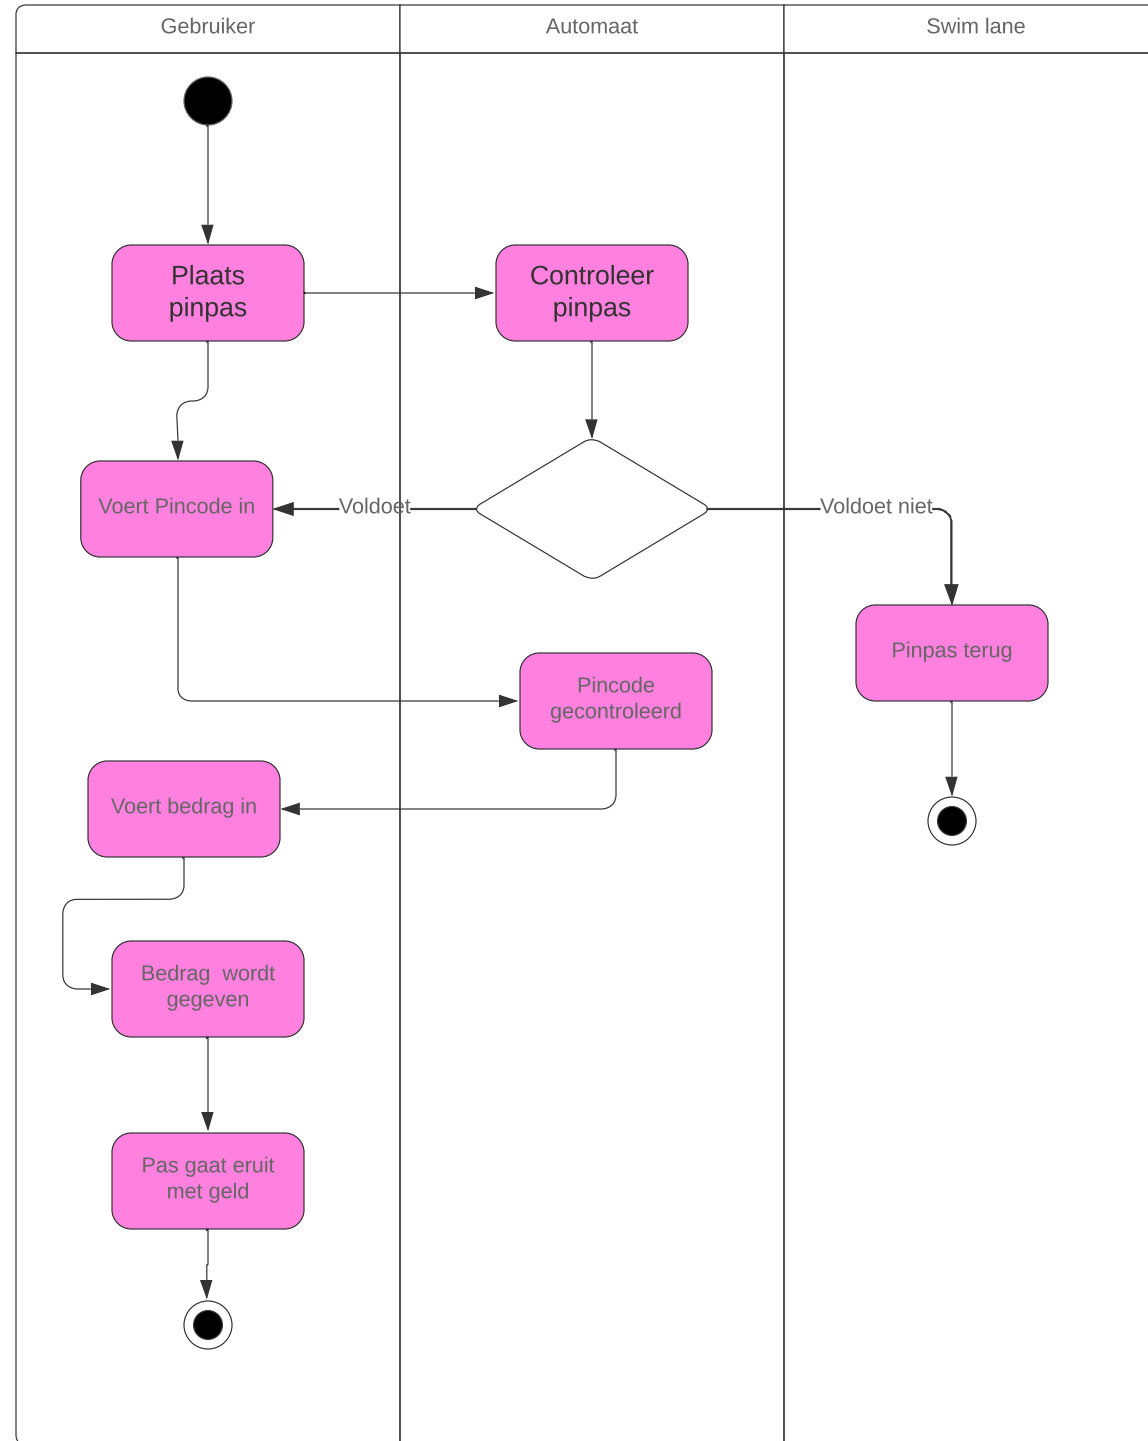 Gebruiker
Automaat
Swim lane
Plaats
pinpas
Controleer
pinpas
Voert Pincode in
Voldoet
Voldoet niet
Pinpas terug
Pincode
gecontroleerd
Voert bedrag in
Bedrag  wordt
gegeven
Pas gaat eruit
met geld